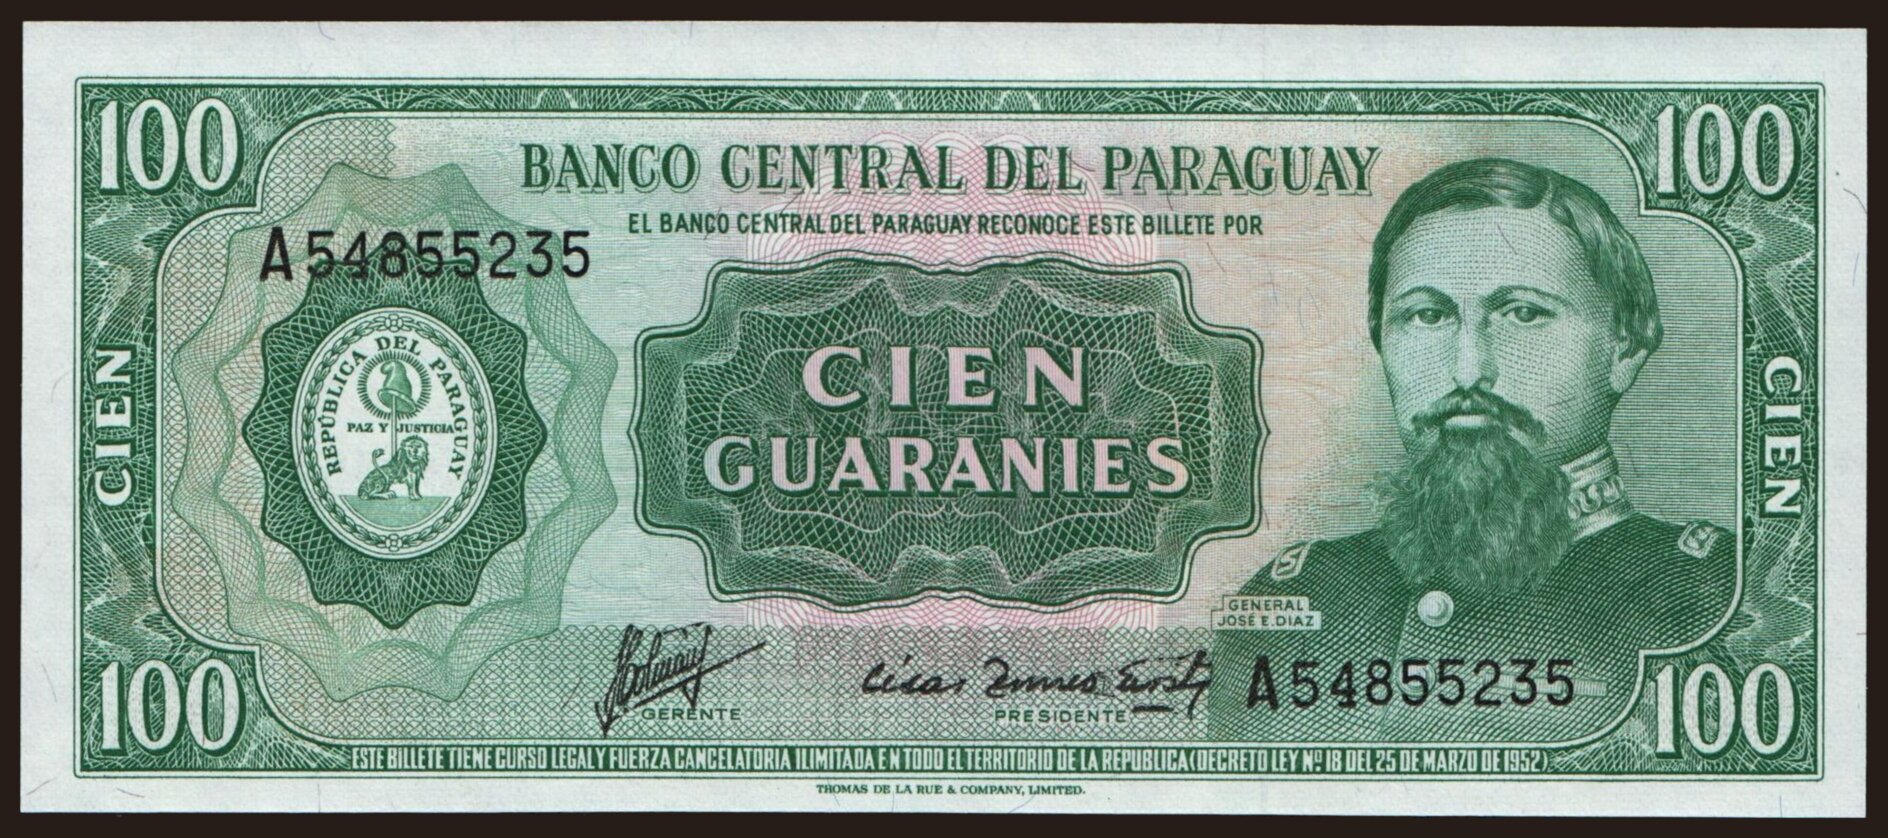 100
100
BANCO CENTRAL DEL PARAGUAY
EL BANCO CENTRAL DEL PARAGUAY RECONOCE ESTE BILLETE POR
A54855235
REPÚBLICA DEL PARAGUAY
PAZ Y JUSTICIA
CIEN
CIEN
GUARANIES
CIEN
GENERAL
JOSÉ E. DIAZ
A54855235
GERENTE
PRESIDENTE
100
100
ESTE BILLETE TIENE CURSO LEGAL Y FUERZA CANCELATORIA ILIMITADA EN TODO EL TERRITORIO DE LA REPUBLICA (DECRETO LEY Nº 18 DEL 25 DE MARZO DE 1952)
THOMAS DE LA RUE & COMPANY, LIMITED.